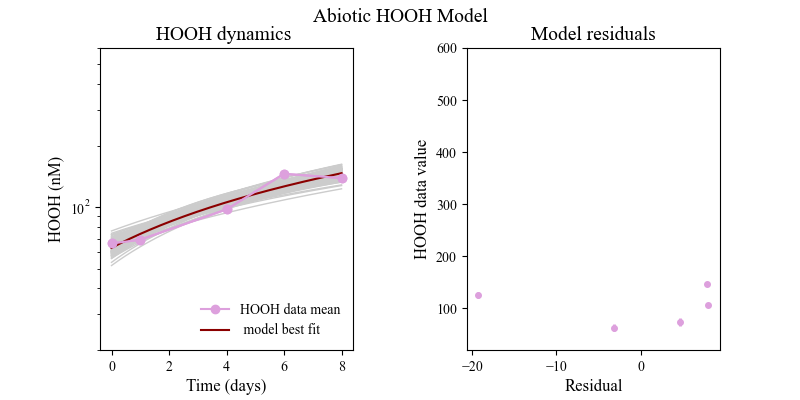 Abiotic HOOH Model
HOOH dynamics
HOOH (nM)
10²
HOOH data mean
model best fit
0 2 4 6 8
Time (days)
Model residuals
HOOH data value
600
500
400
300
200
100
−20 −10 0
Residual